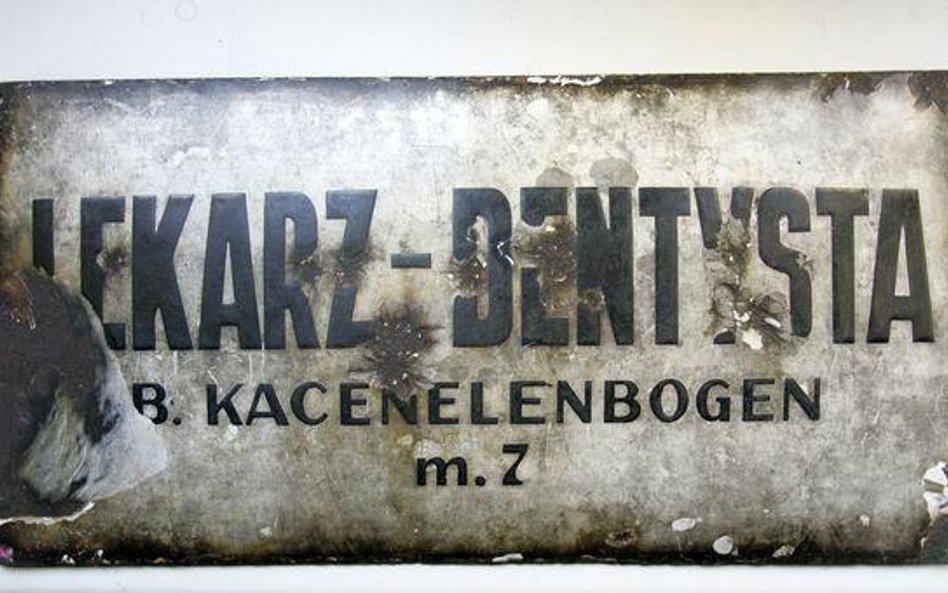 LEKARZ-DENTYSTA
B. KACENELENBOGEN
m. 7